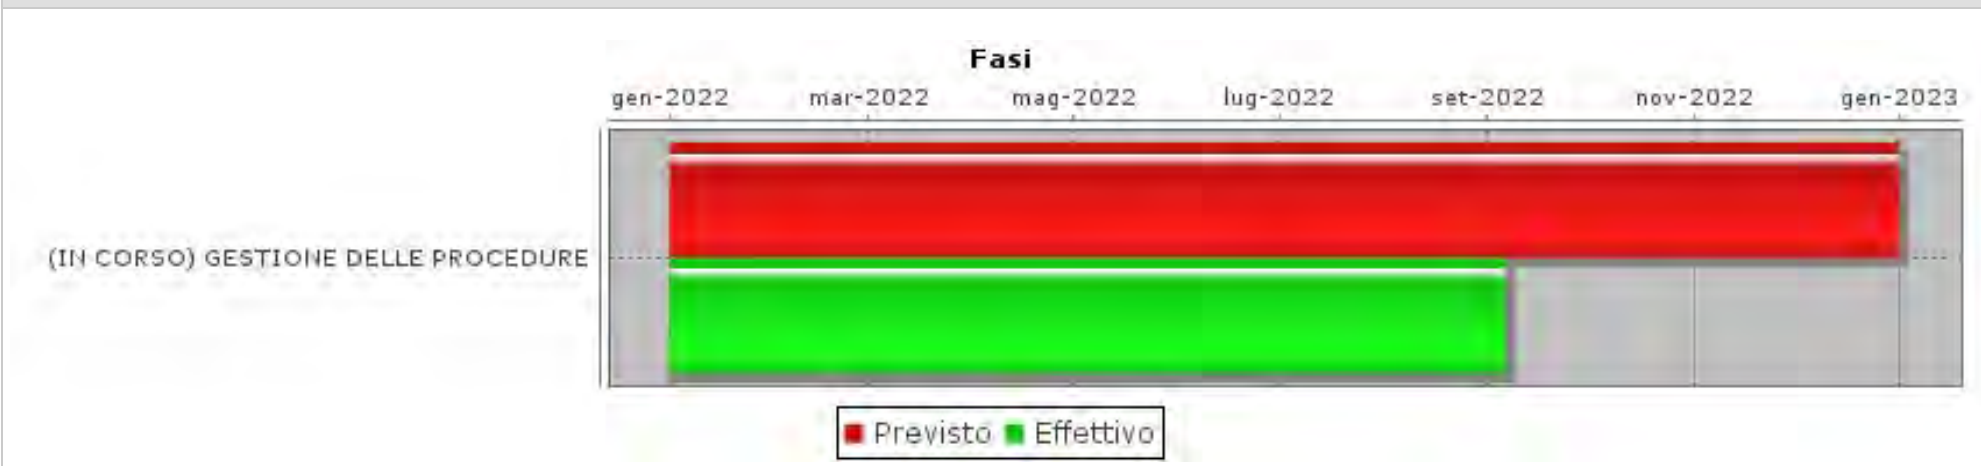 Fasi
gen-2022 mar-2022 mag-2022 lug-2022 set-2022 nov-2022 gen-2023
(IN CORSO) GESTIONE DELLE PROCEDURE
Previsto Effettivo